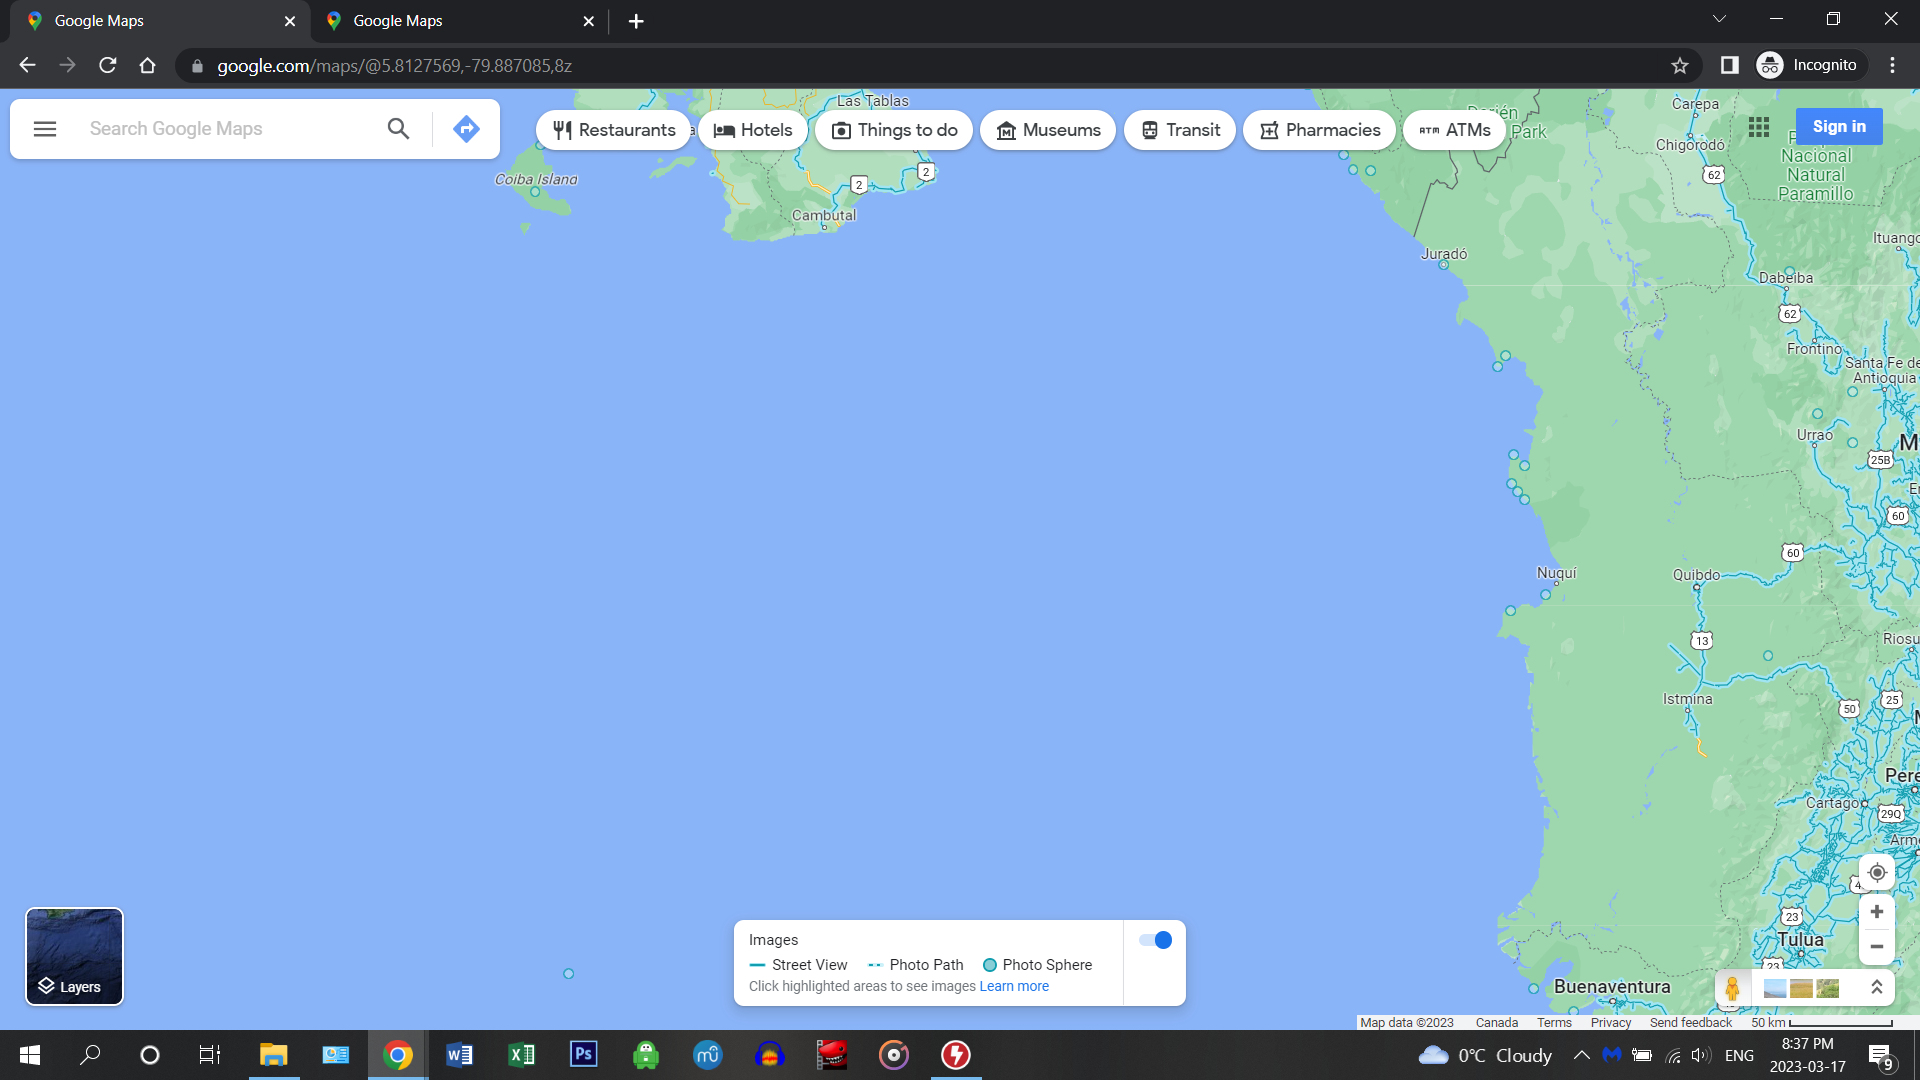 Google Maps
Google Maps
google.com/maps/@5.8127569,-79.887085,8z
Incognito
Search Google Maps
Restaurants
Hotels
Things to do
Museums
Transit
Pharmacies
ATM ATMs
Sign in
Las Tablas
Coiba Island
2
2
Cambutal
Darién
Park
Carepa
Chigorodó
62
Nacional
Natural
Paramillo
Juradó
Dabeiba
62
Frontino
Santa Fe de
Antioquia
Urrao
25B
60
60
Nuquí
Quibdo
13
Istmina
50
25
Cartago
29Q
Tulua
23
23
Buenaventura
Layers
Images
Street View
Photo Path
Photo Sphere
Click highlighted areas to see images Learn more
Map data ©2023
Canada
Terms
Privacy
Send feedback
50 km
0°C Cloudy
ENG
8:37 PM
2023-03-17
9